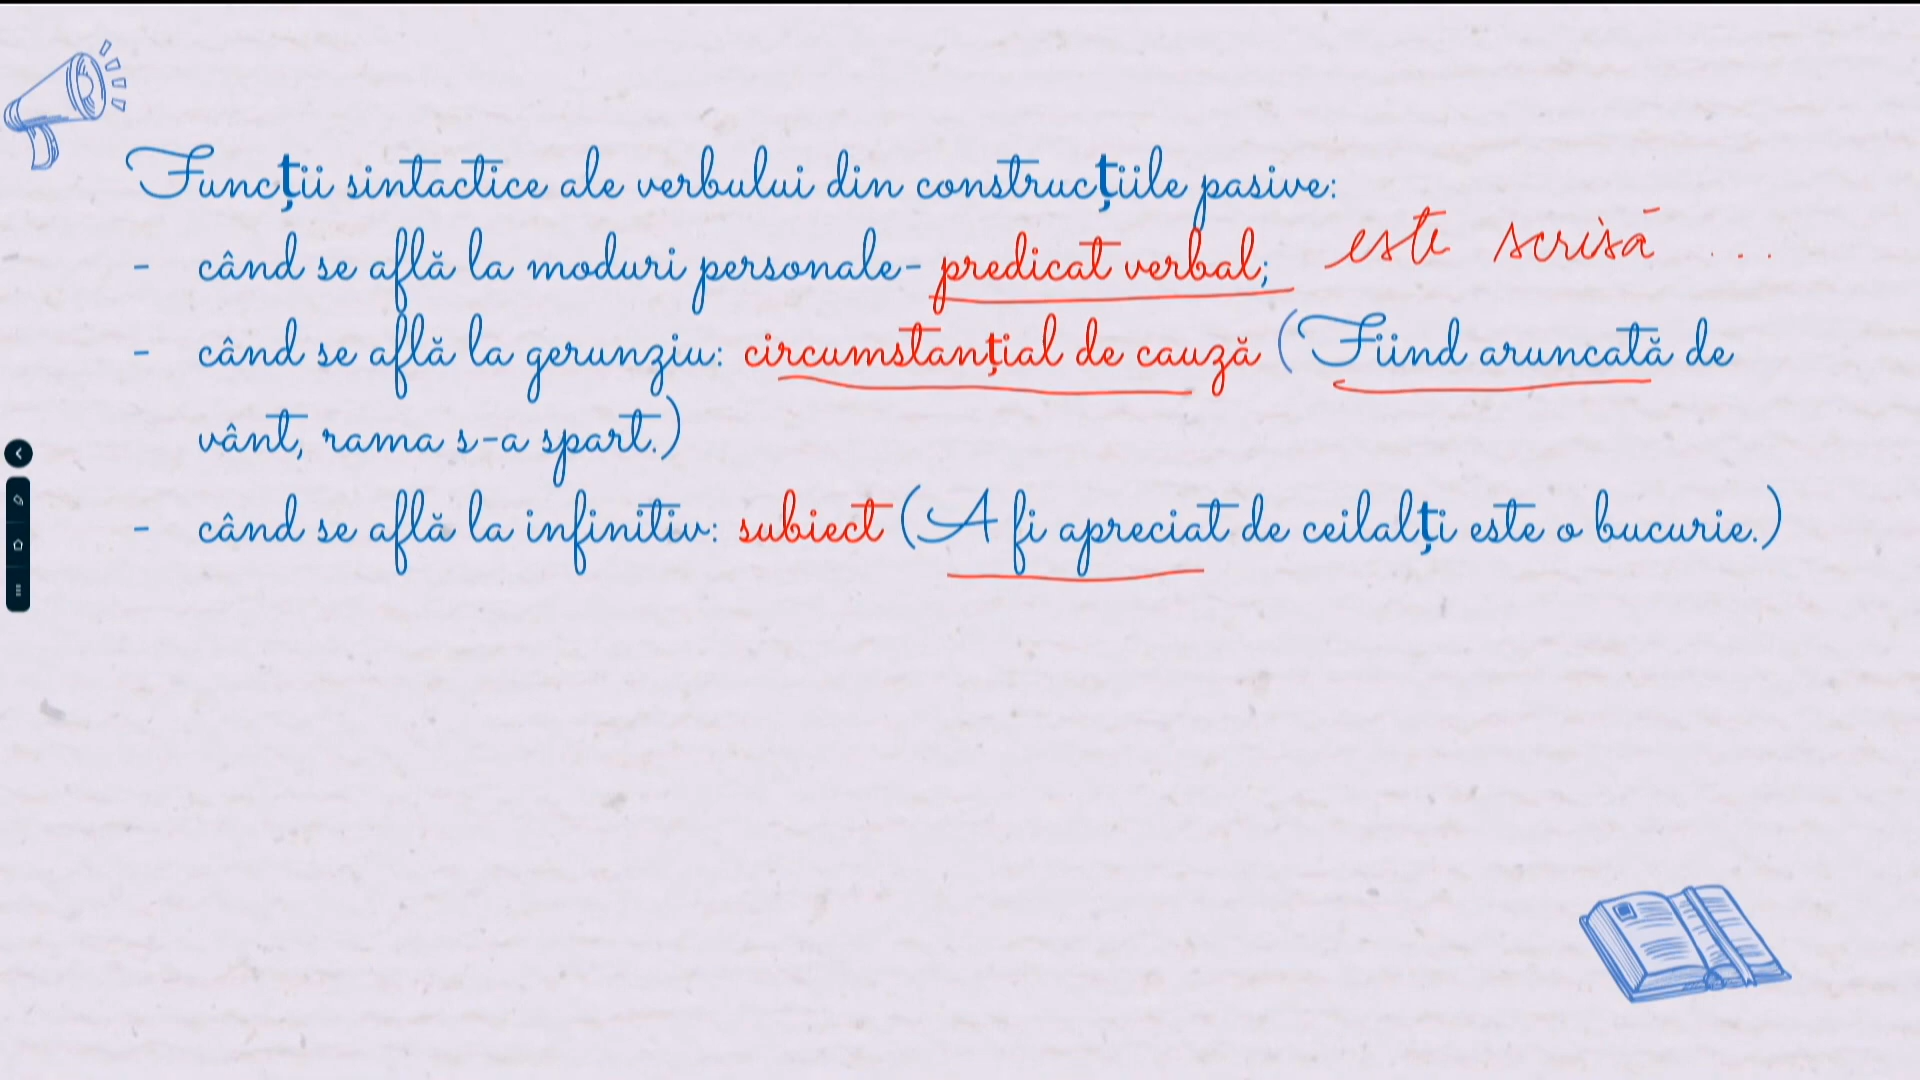 Funcții sintactice ale verbului din construcțiile pasive:
- când se află la moduri personale- predicat verbal; este scrisă ...
- când se află la gerunziu: circumstanțial de cauză (Fiind aruncată de
vânt, rama s-a spart.)
- când se află la infinitiv: subiect (A fi apreciat de ceilalți este o bucurie.)